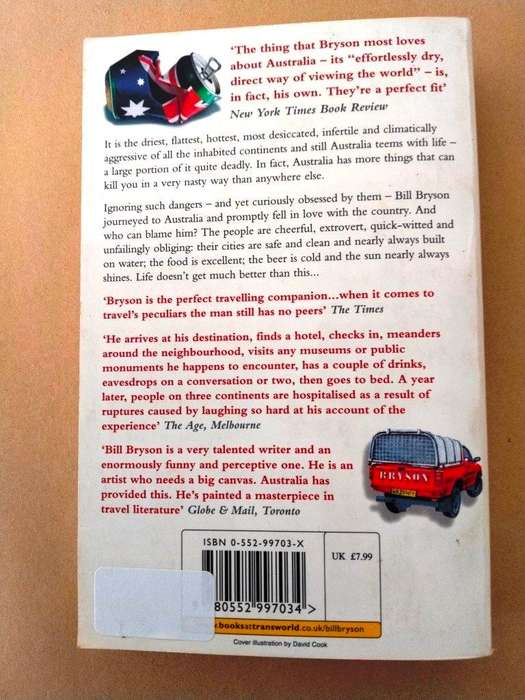 ‘The thing that Bryson most loves
about Australia – its “effortlessly dry,
direct way of viewing the world” – is,
in fact, his own. They’re a perfect fit’
New York Times Book Review
It is the driest, flattest, hottest, most desiccated, infertile and climatically
aggressive of all the inhabited continents and still Australia teems with life –
a large portion of it quite deadly. In fact, Australia has more things that can
kill you in a very nasty way than anywhere else.
Ignoring such dangers – and yet curiously obsessed by them – Bill Bryson
journeyed to Australia and promptly fell in love with the country. And
who can blame him? The people are cheerful, extrovert, quick-witted and
unfailingly obliging: their cities are safe and clean and nearly always built
on water; the food is excellent; the beer is cold and the sun nearly always
shines. Life doesn’t get much better than this...
‘Bryson is the perfect travelling companion...when it comes to
travel’s peculiars the man still has no peers’ The Times
‘He arrives at his destination, finds a hotel, checks in, meanders
around the neighbourhood, visits any museums or public
monuments he happens to encounter, has a couple of drinks,
eavesdrops on a conversation or two, then goes to bed. A year
later, people on three continents are hospitalised as a result of
ruptures caused by laughing so hard at his account of the
experience’ The Age, Melbourne
‘Bill Bryson is a very talented writer and an
enormously funny and perceptive one. He is an
artist who needs a big canvas. Australia has
provided this. He’s painted a masterpiece in
travel literature’ Globe & Mail, Toronto
BRYSON
ISBN 0-552-99703-X
UK £7.99
80552 997034 >
.booksattransworld.co.uk/billbryson
Cover illustration by David Cook